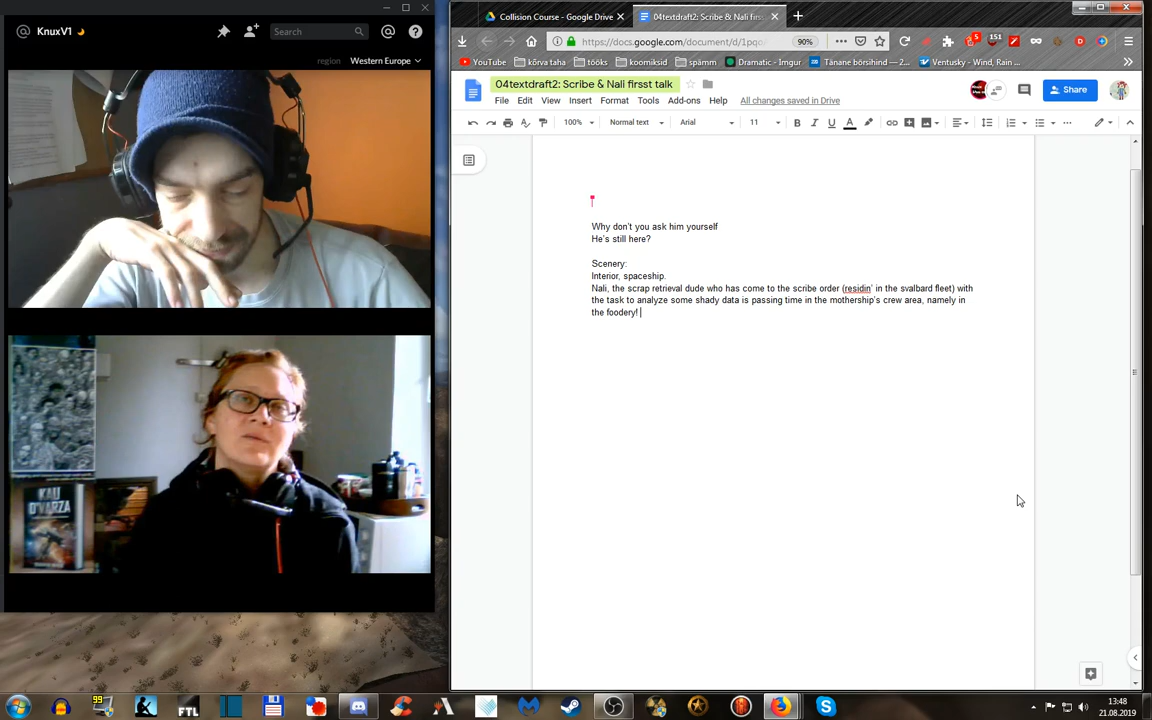 KnuxV1
Search
region
Western Europe
KALI
D'VARZA
Collision Course - Google Drive
04textdraft2: Scribe & Nali firs
https://docs.google.com/document/d/1pqo
90%
5
151
YouTube
kõrva taha
tööks
koomiksid
spämm
Dramatic - Imgur
Tänane börsihind — 2...
Ventusky - Wind, Rain ...
04textdraft2: Scribe & Nali firsst talk
Share
File Edit View Insert Format Tools Add-ons Help All changes saved in Drive
100% Normal text Arial 11 B I U A
Why don't you ask him yourself
He's still here?
Scenery:
Interior, spaceship.
Nali, the scrap retrieval dude who has come to the scribe order (residin' in the svalbard fleet) with
the task to analyze some shady data is passing time in the mothership's crew area, namely in
the foodery!
99
FTL
13:48
21.08.2019